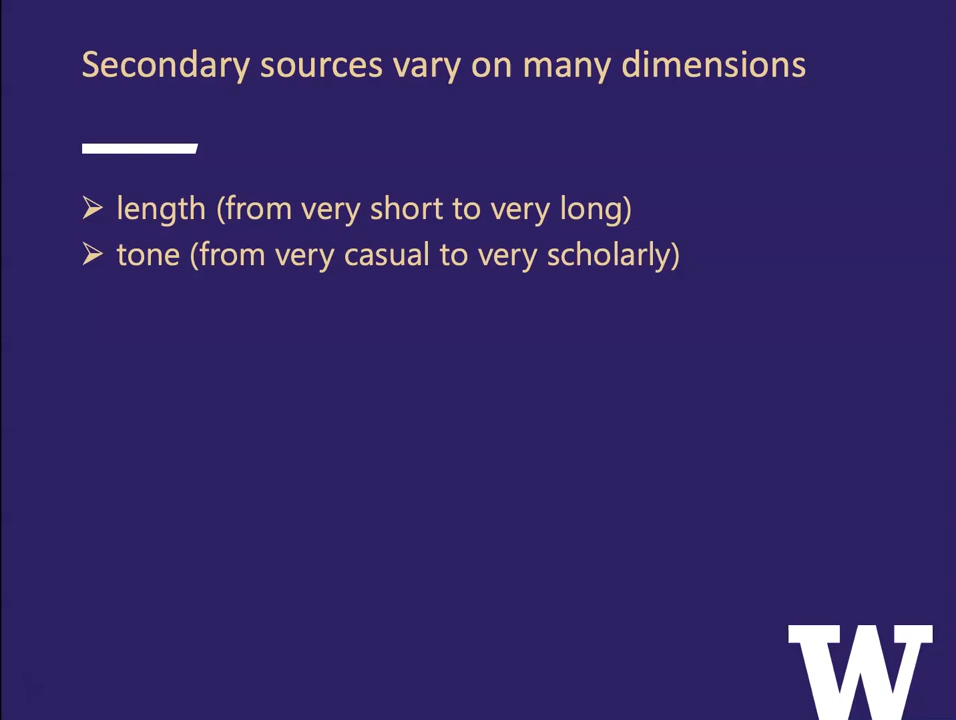 Secondary sources vary on many dimensions
➢ length (from very short to very long)
➢ tone (from very casual to very scholarly)
W